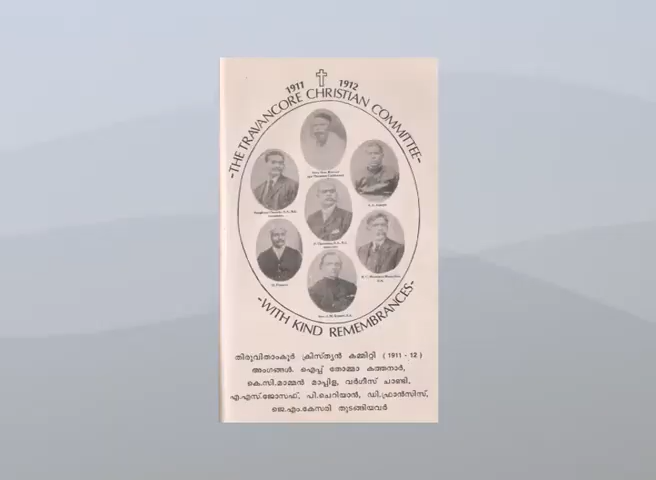 1911 1912
-THE TRAVANCORE CHRISTIAN COMMITTEE-
A.S. Joseph
-WITH KIND REMEMBRANCES-
തിരുവിതാംകൂർ ക്രിസ്ത്യൻ കമ്മിറ്റി (1911 - 12)
അംഗങ്ങൾ. ഐപ്പ് തോമ്മാ കത്തനാർ,
കെ.സി.മാമ്മൻ മാപ്പിള, വർഗീസ് ചാണ്ടി,
എ.എസ്.ജോസഫ്, പി.ചെറിയാൻ, ഡി.ഫ്രാൻസിസ്,
ജെ.എം.കേസരി തുടങ്ങിയവർ